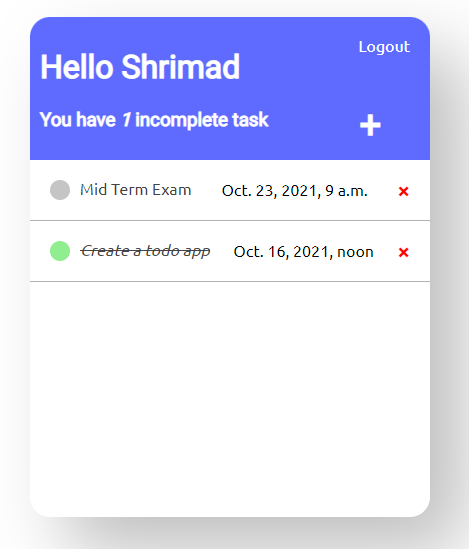 Logout
Hello Shrimad
You have 1 incomplete task
+
Mid Term Exam Oct. 23, 2021, 9 a.m. ×
Create a todo app Oct. 16, 2021, noon ×